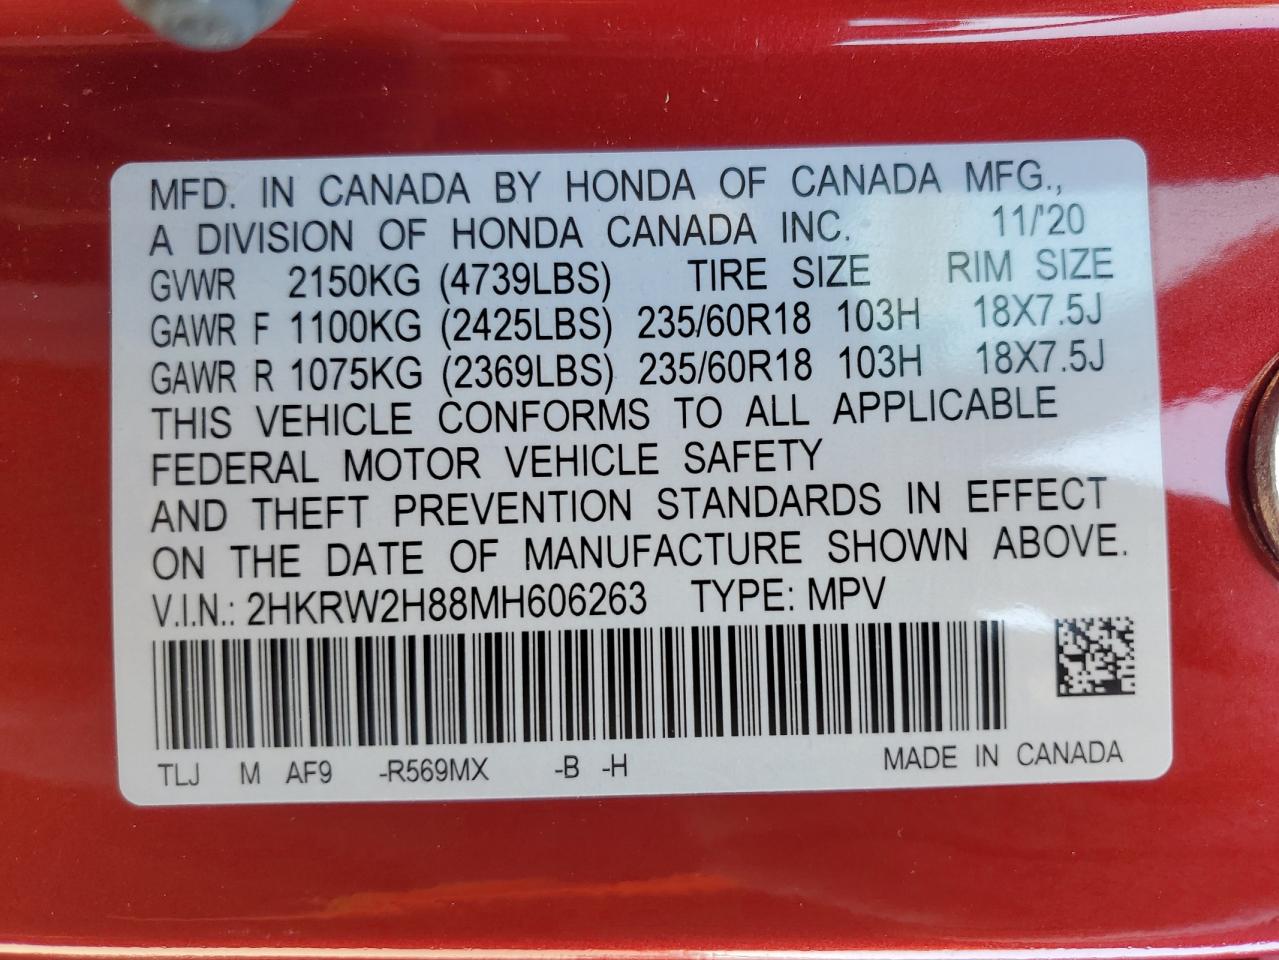 MFD. IN CANADA BY HONDA OF CANADA MFG.,
A DIVISION OF HONDA CANADA INC. 11/'20
GVWR 2150KG (4739LBS) TIRE SIZE RIM SIZE
GAWR F 1100KG (2425LBS) 235/60R18 103H 18X7.5J
GAWR R 1075KG (2369LBS) 235/60R18 103H 18X7.5J
THIS VEHICLE CONFORMS TO ALL APPLICABLE
FEDERAL MOTOR VEHICLE SAFETY
AND THEFT PREVENTION STANDARDS IN EFFECT
ON THE DATE OF MANUFACTURE SHOWN ABOVE.
V.I.N.: 2HKRW2H88MH606263 TYPE: MPV
TLJ M AF9 -R569MX -B -H MADE IN CANADA